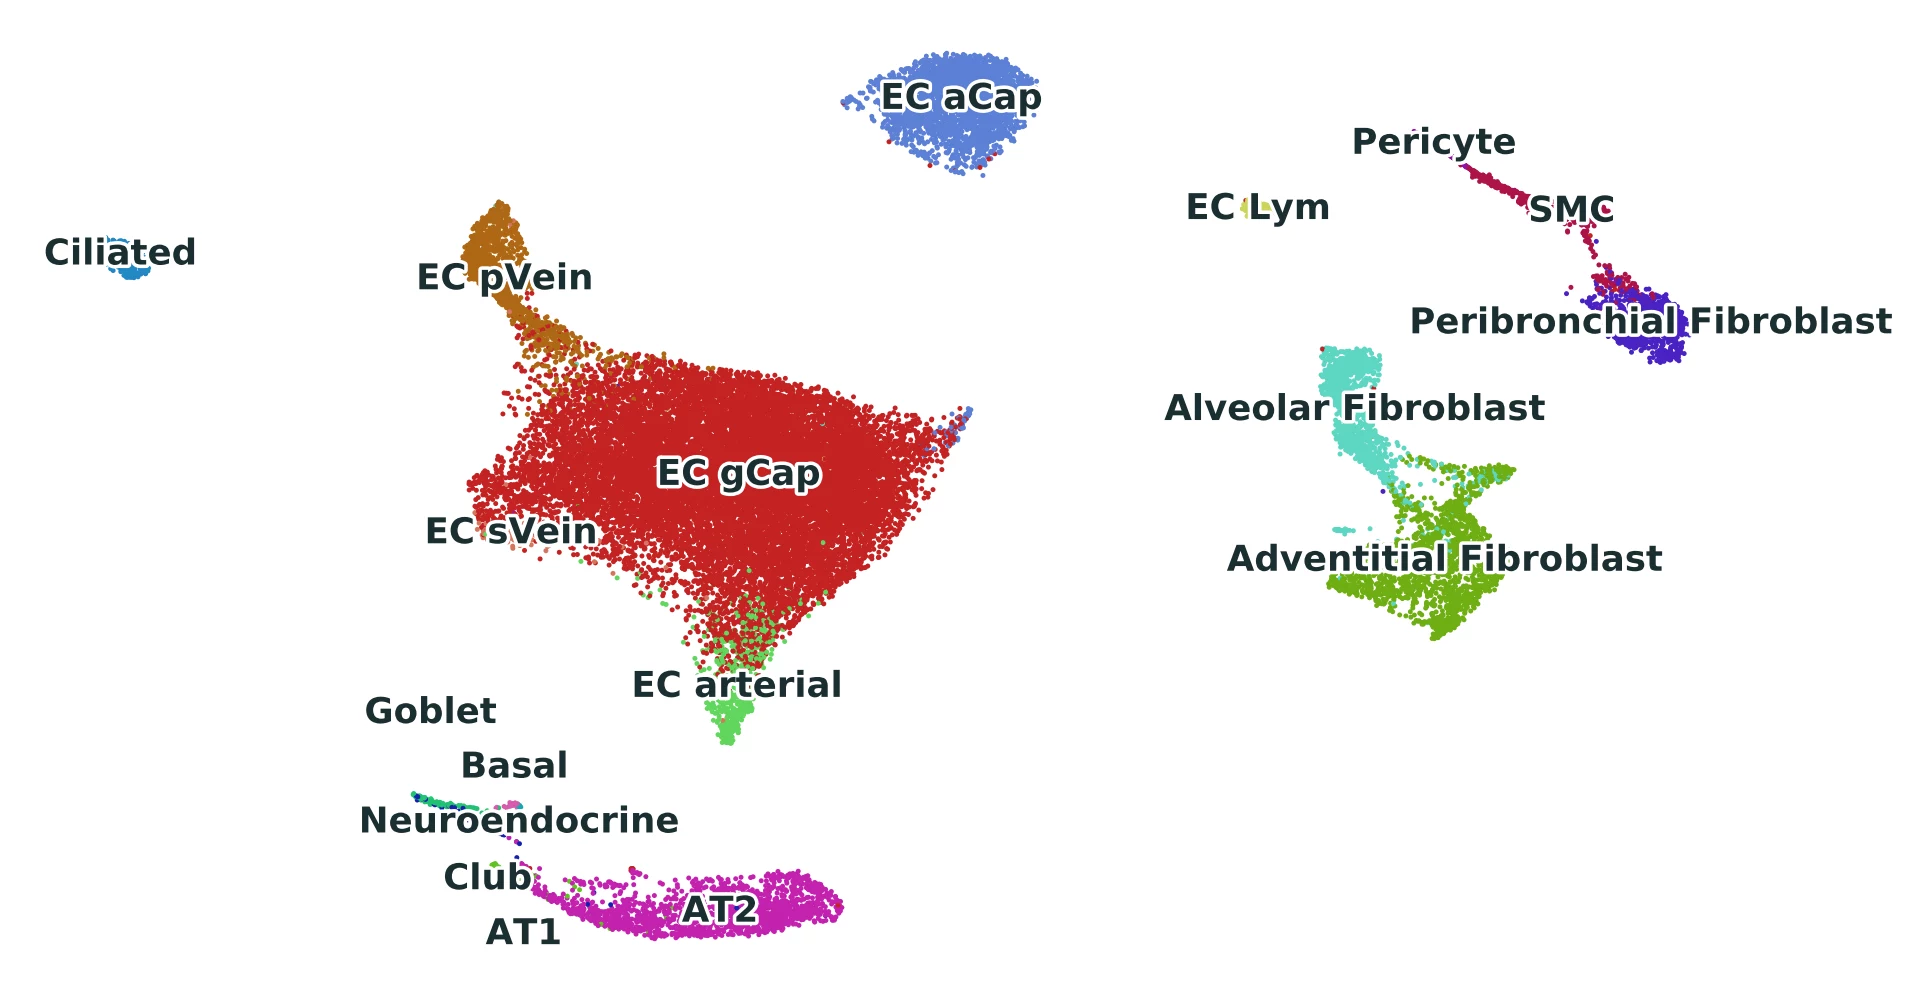 EC aCap
Pericyte
EC Lym
SMC
Ciliated
EC pVein
Peribronchial Fibroblast
Alveolar Fibroblast
EC gCap
EC sVein
Adventitial Fibroblast
EC arterial
Goblet
Basal
Neuroendocrine
Club
AT2
AT1